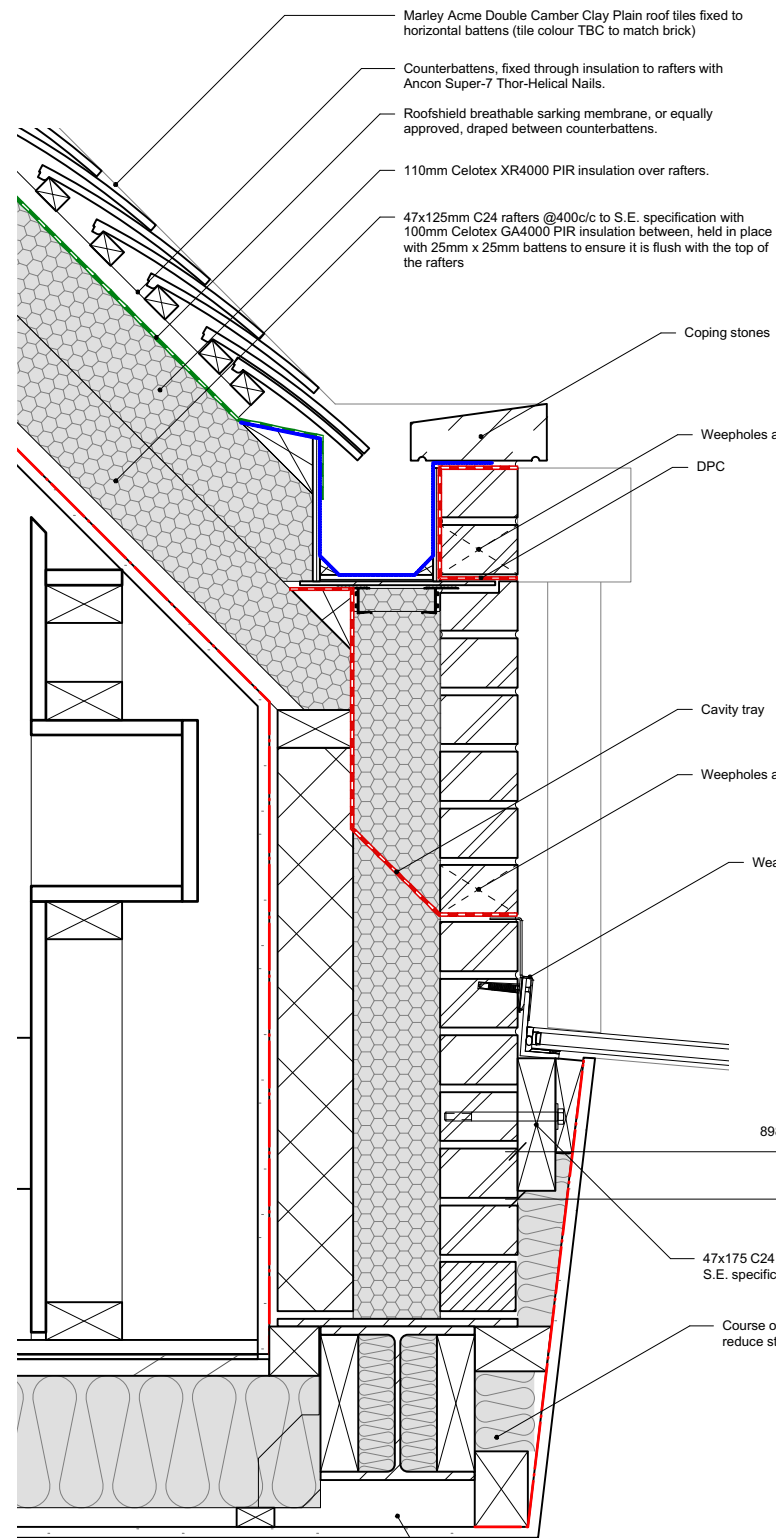 Marley Acme Double Camber Clay Plain roof tiles fixed to
horizontal battens (tile colour TBC to match brick)
Counterbattens, fixed through insulation to rafters with
Ancon Super-7 Thor-Helical Nails.
Roofshield breathable sarking membrane, or equally
approved, draped between counterbattens.
110mm Celotex XR4000 PIR insulation over rafters.
47x125mm C24 rafters @400c/c to S.E. specification with
100mm Celotex GA4000 PIR insulation between, held in place
with 25mm x 25mm battens to ensure it is flush with the top of
the rafters
Coping stones
Weepholes a
DPC
Cavity tray
Weepholes a
Wea
898
47x175 C24
S.E. specific
Course o
reduce st